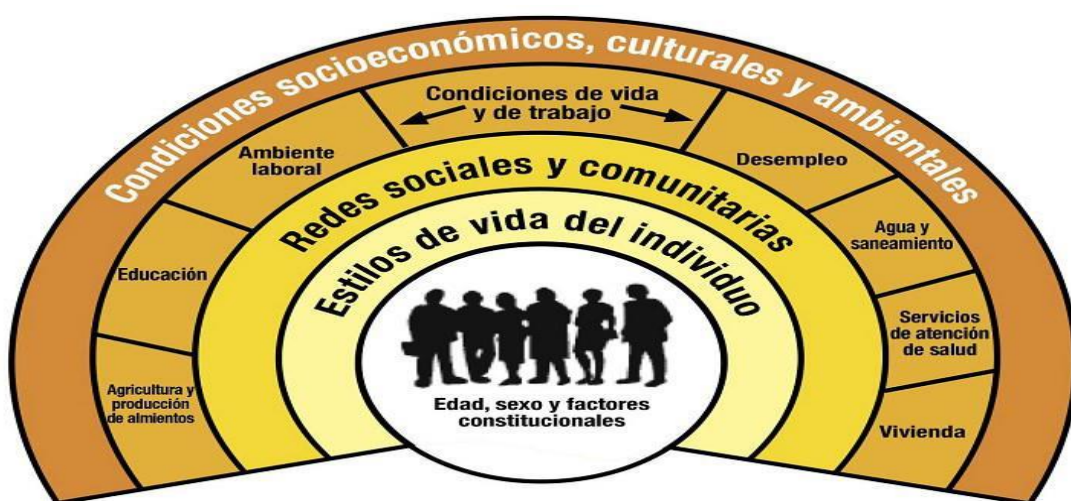 Condiciones socioeconómicos, culturales y ambientales
Condiciones de vida
y de trabajo
Ambiente
laboral
Desempleo
Redes sociales y comunitarias
Educación
Agua y
saneamiento
Estilos de vida del individuo
Servicios
de atención
de salud
Agricultura y
producción
de almientos
Vivienda
Edad, sexo y factores
constitucionales